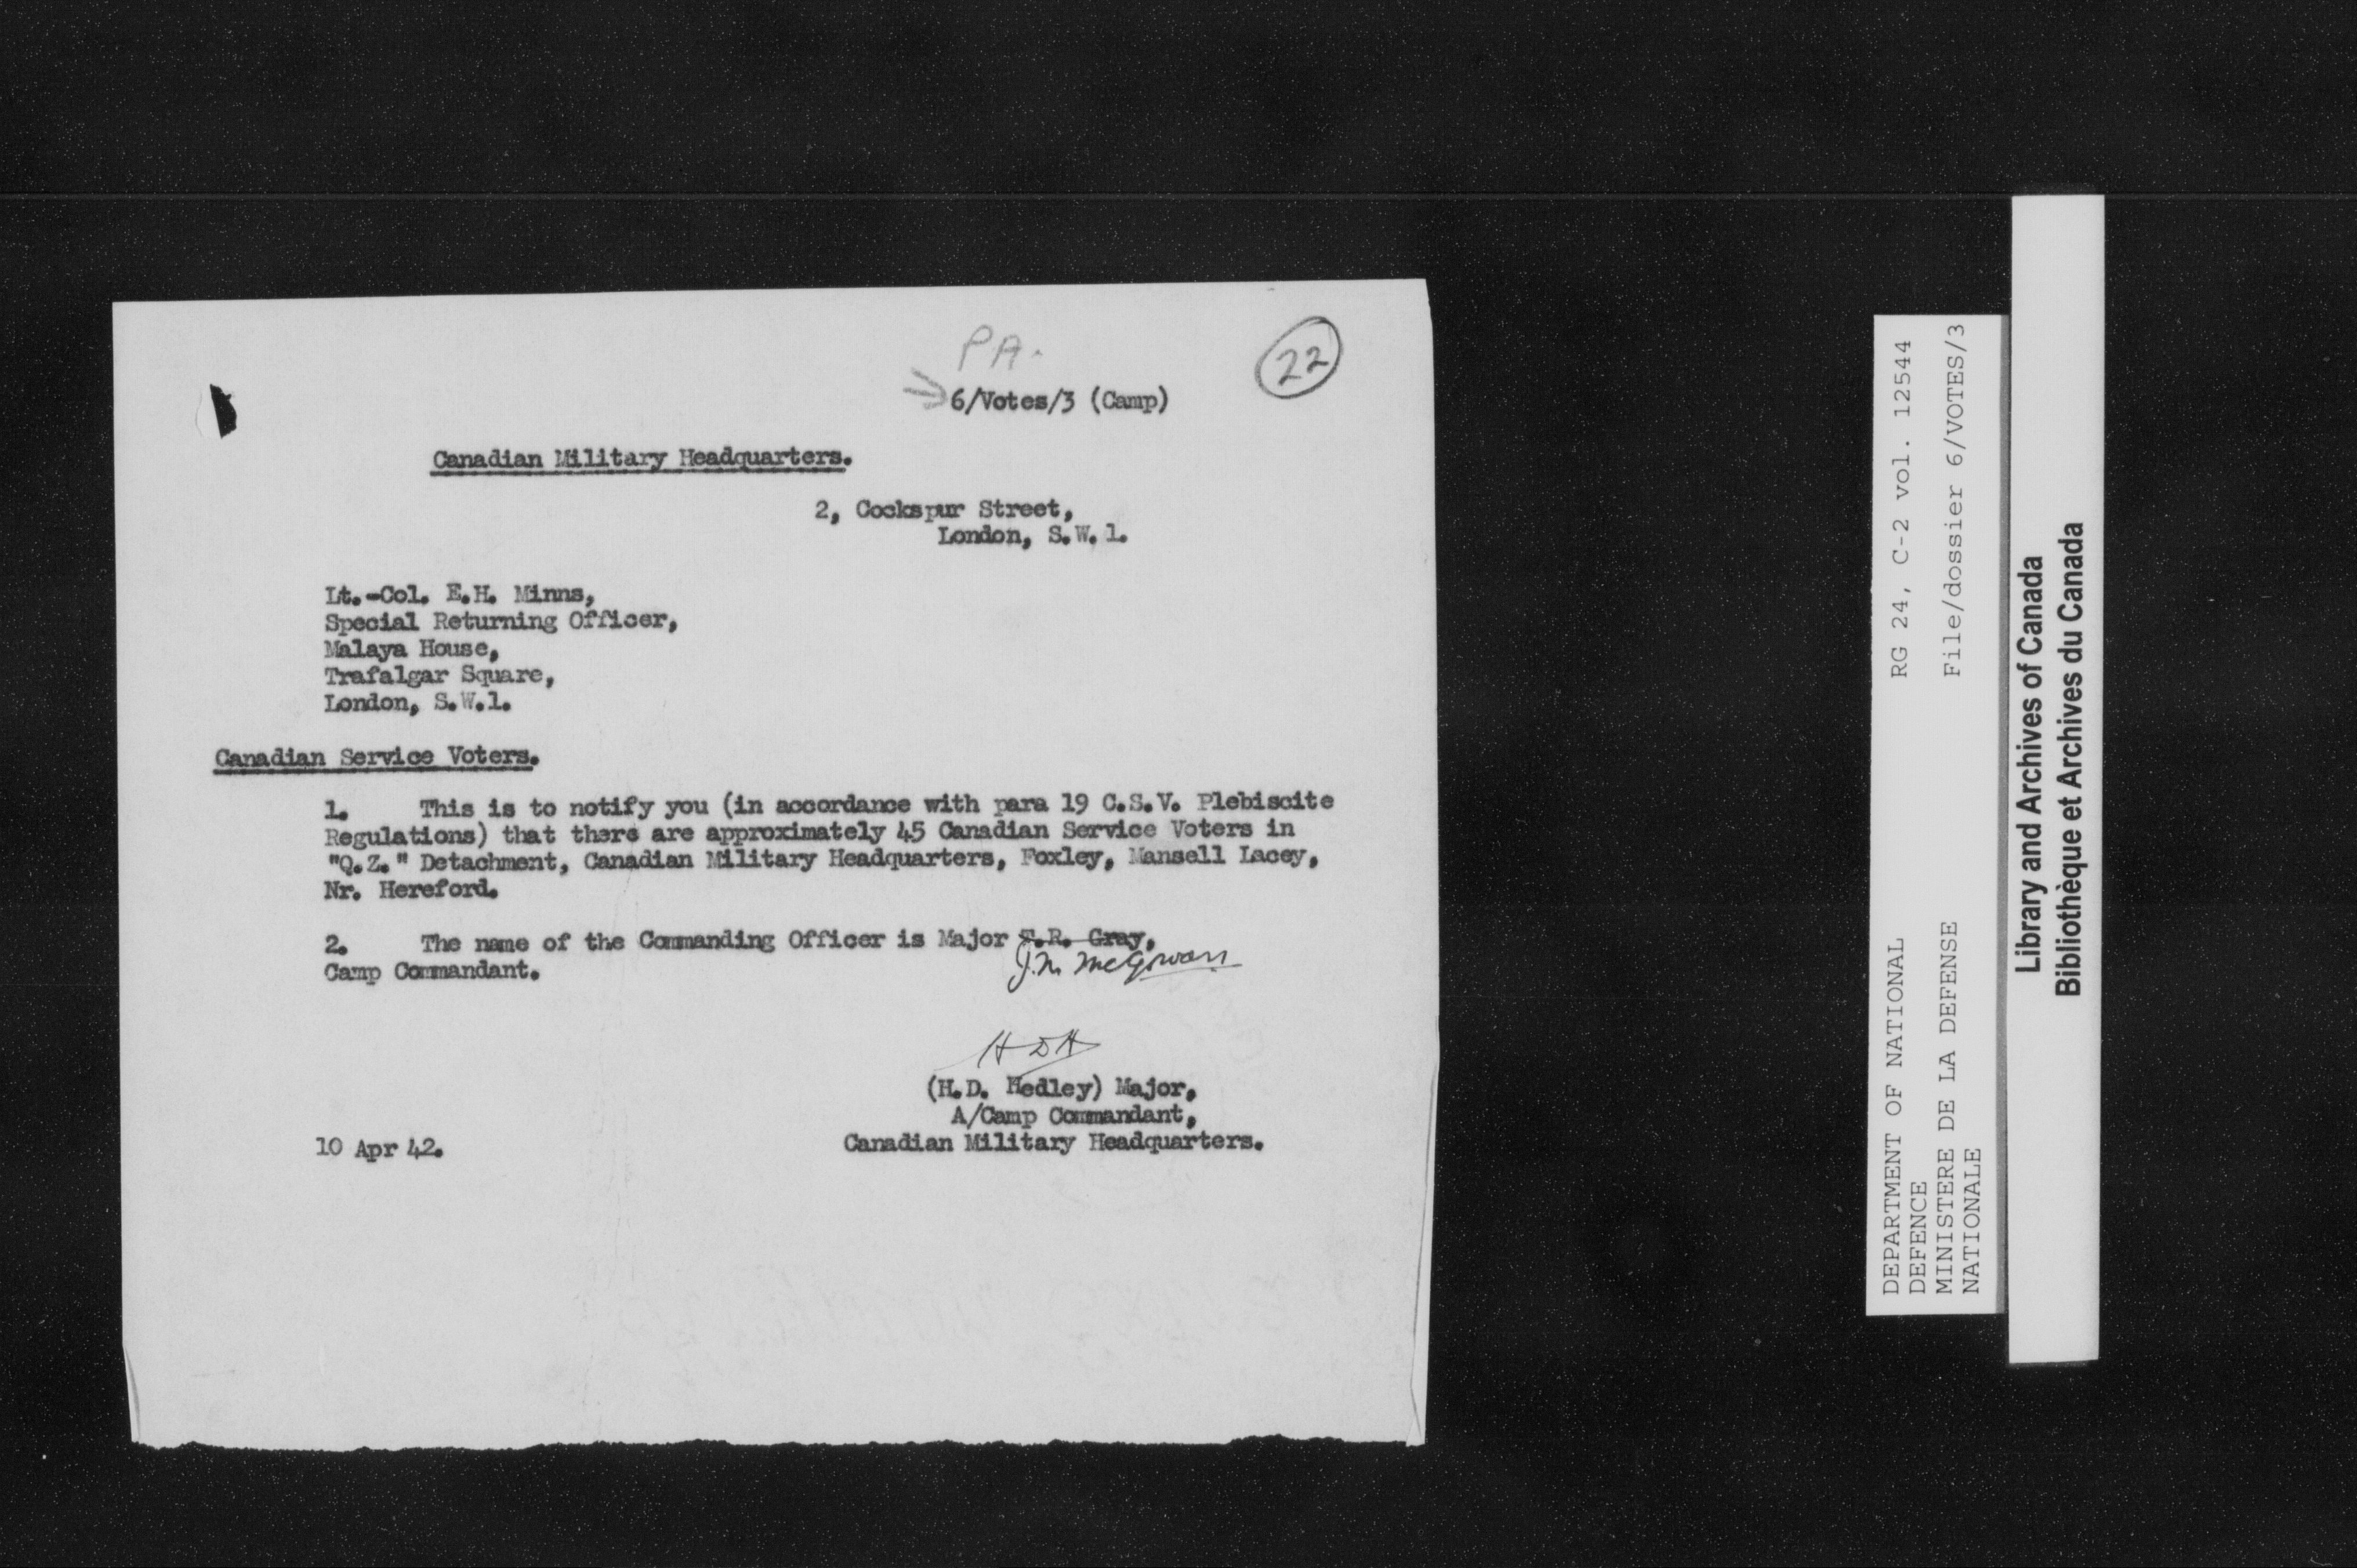 PA.
22
6/Votes/3 (Camp)
Canadian Military Headquarters.
2, Cockspur Street,
London, S.W.1.
Lt.-Col. E.H. Minns,
Special Returning Officer,
Malaya House,
Trafalgar Square,
London, S.W.1.
Canadian Service Voters.
1. This is to notify you (in accordance with para 19 C.S.V. Plebiscite
Regulations) that there are approximately 45 Canadian Service Voters in
"Q.Z." Detachment, Canadian Military Headquarters, Foxley, Mansell Lacey,
Nr. Hereford.
2. The name of the Commanding Officer is Major F.R. Gray,
J.N. McGowan
Camp Commandant.
HDH
(H.D. Hedley) Major,
A/Camp Commandant,
10 Apr 42. Canadian Military Headquarters.
DEPARTMENT OF NATIONAL RG 24, C-2 vol. 12544
DEFENCE
MINISTERE DE LA DEFENSE File/dossier 6/VOTES/3
NATIONALE
Library and Archives of Canada
Bibliothèque et Archives du Canada